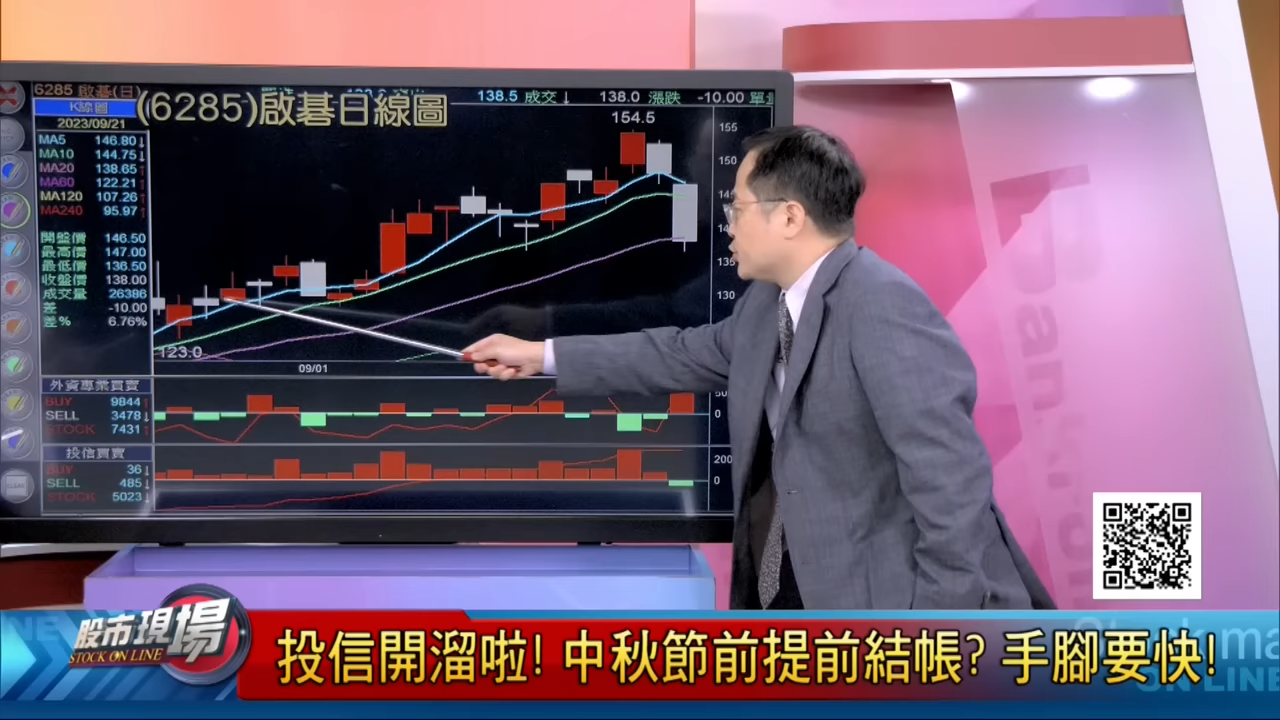 6285 啟碁(日)
(6285)啟碁日線圖
138.5 成交↓ 138.0 漲跌 -10.00 單量
K線圖
2023/09/21
MA5 146.80↓
MA10 144.75↓
MA20 138.65↑
MA60 122.21↑
MA120 107.26↑
MA240 95.97↑
開盤價 146.50
最高價 147.00
最低價 136.50
收盤價 138.00
成交量 26386
差 -10.00
差% 6.76%
154.5
155
150
135
130
123.0
09/01
外資專業買賣
BUY 9844↑
SELL 3478↓
STOCK 7431↑
0
投信買賣
BUY 36↓
SELL 485↓
STOCK 5023↓
200
0
股市現場
STOCK ON LINE
投信開溜啦! 中秋節前提前結帳? 手腳要快!
ON LINE